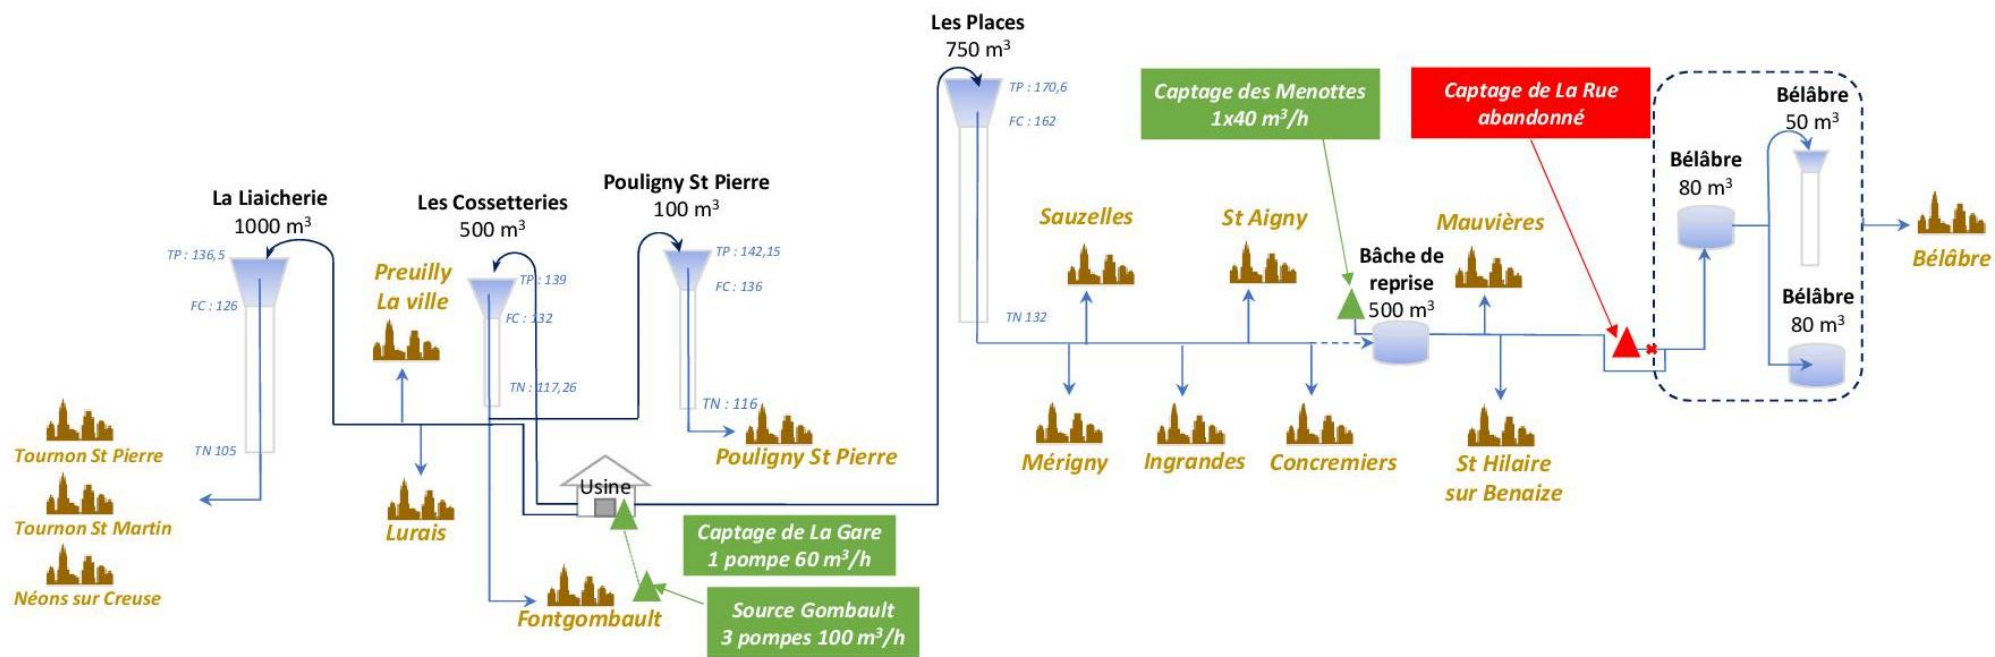 Les Places
750 m³
TP : 170,6
FC : 162
TN 132
Captage des Menottes
1x40 m³/h
Captage de La Rue
abandonné
Bélâbre
50 m³
Bélâbre
80 m³
Bélâbre
80 m³
Bélâbre
La Liaicherie
1000 m³
TP : 136,5
FC : 126
TN 105
Les Cossetteries
500 m³
TP : 139
FC : 132
TN : 117,26
Pouligny St Pierre
100 m³
TP : 142,15
FC : 136
TN : 116
Preuilly
La ville
Sauzelles
St Aigny
Bâche de
reprise
500 m³
Mauvières
Tournon St Pierre
Tournon St Martin
Néons sur Creuse
Lurais
Usine
Pouligny St Pierre
Mérigny
Ingrandes
Concremiers
St Hilaire
sur Benaize
Captage de La Gare
1 pompe 60 m³/h
Fontgombault
Source Gombault
3 pompes 100 m³/h